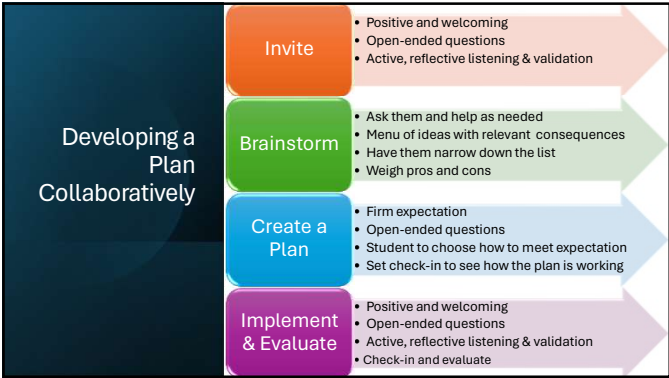 Developing a
Plan
Collaboratively
Invite
• Positive and welcoming
• Open-ended questions
• Active, reflective listening & validation
Brainstorm
• Ask them and help as needed
• Menu of ideas with relevant consequences
• Have them narrow down the list
• Weigh pros and cons
Create a
Plan
• Firm expectation
• Open-ended questions
• Student to choose how to meet expectation
• Set check-in to see how the plan is working
Implement
& Evaluate
• Positive and welcoming
• Open-ended questions
• Active, reflective listening & validation
• Check-in and evaluate